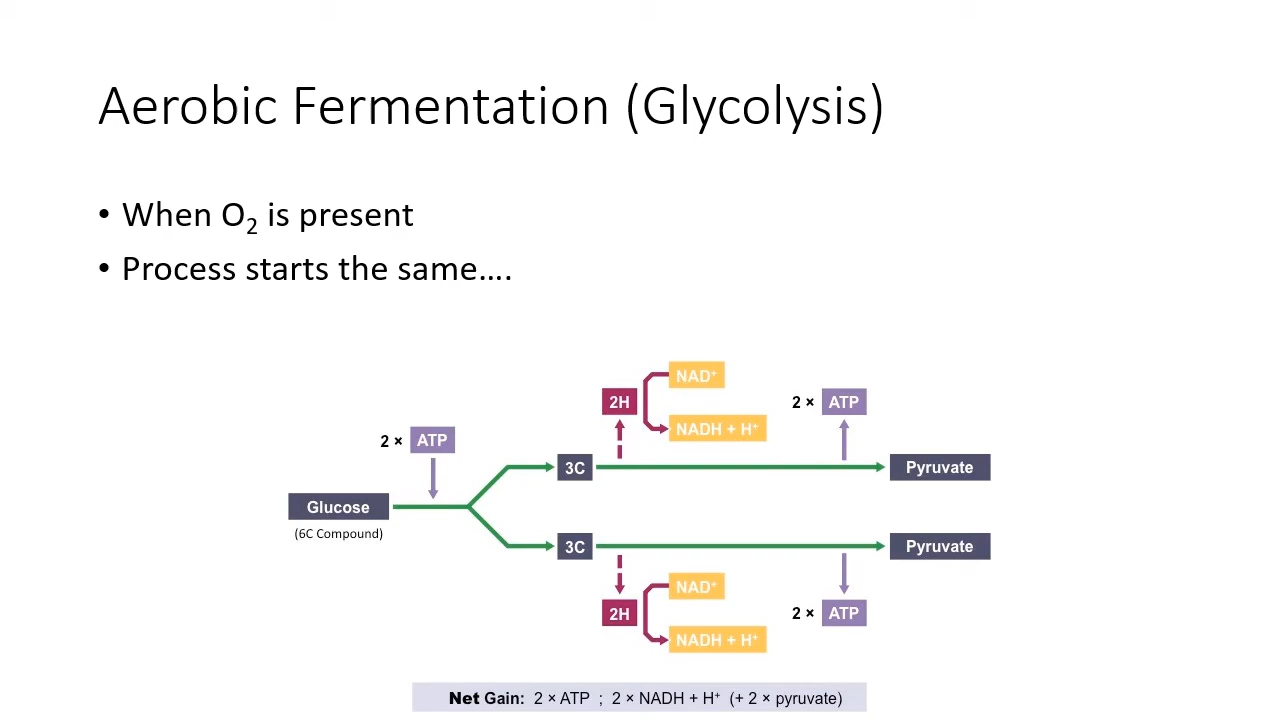 Aerobic Fermentation (Glycolysis)
• When O₂ is present
• Process starts the same….
NAD⁺
2H
2 × ATP
NADH + H⁺
2 × ATP
3C
Pyruvate
Glucose
(6C Compound)
3C
Pyruvate
NAD⁺
2H
2 × ATP
NADH + H⁺
Net Gain: 2 × ATP ; 2 × NADH + H⁺ (+ 2 × pyruvate)